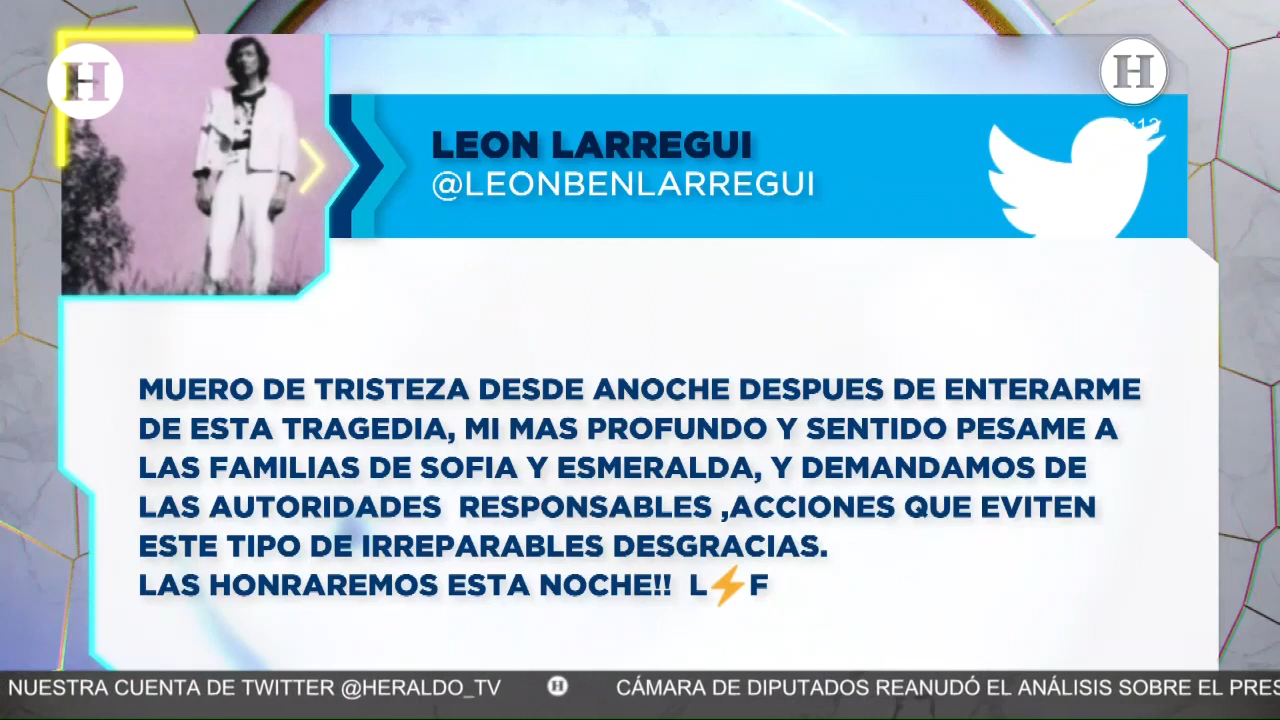 H
H
LEON LARREGUI
@LEONBENLARREGUI
MUERO DE TRISTEZA DESDE ANOCHE DESPUES DE ENTERARME
DE ESTA TRAGEDIA, MI MAS PROFUNDO Y SENTIDO PESAME A
LAS FAMILIAS DE SOFIA Y ESMERALDA, Y DEMANDAMOS DE
LAS AUTORIDADES  RESPONSABLES ,ACCIONES QUE EVITEN
ESTE TIPO DE IRREPARABLES DESGRACIAS.
LAS HONRAREMOS ESTA NOCHE!!  L⚡F
NUESTRA CUENTA DE TWITTER @HERALDO_TV H CÁMARA DE DIPUTADOS REANUDÓ EL ANÁLISIS SOBRE EL PRES